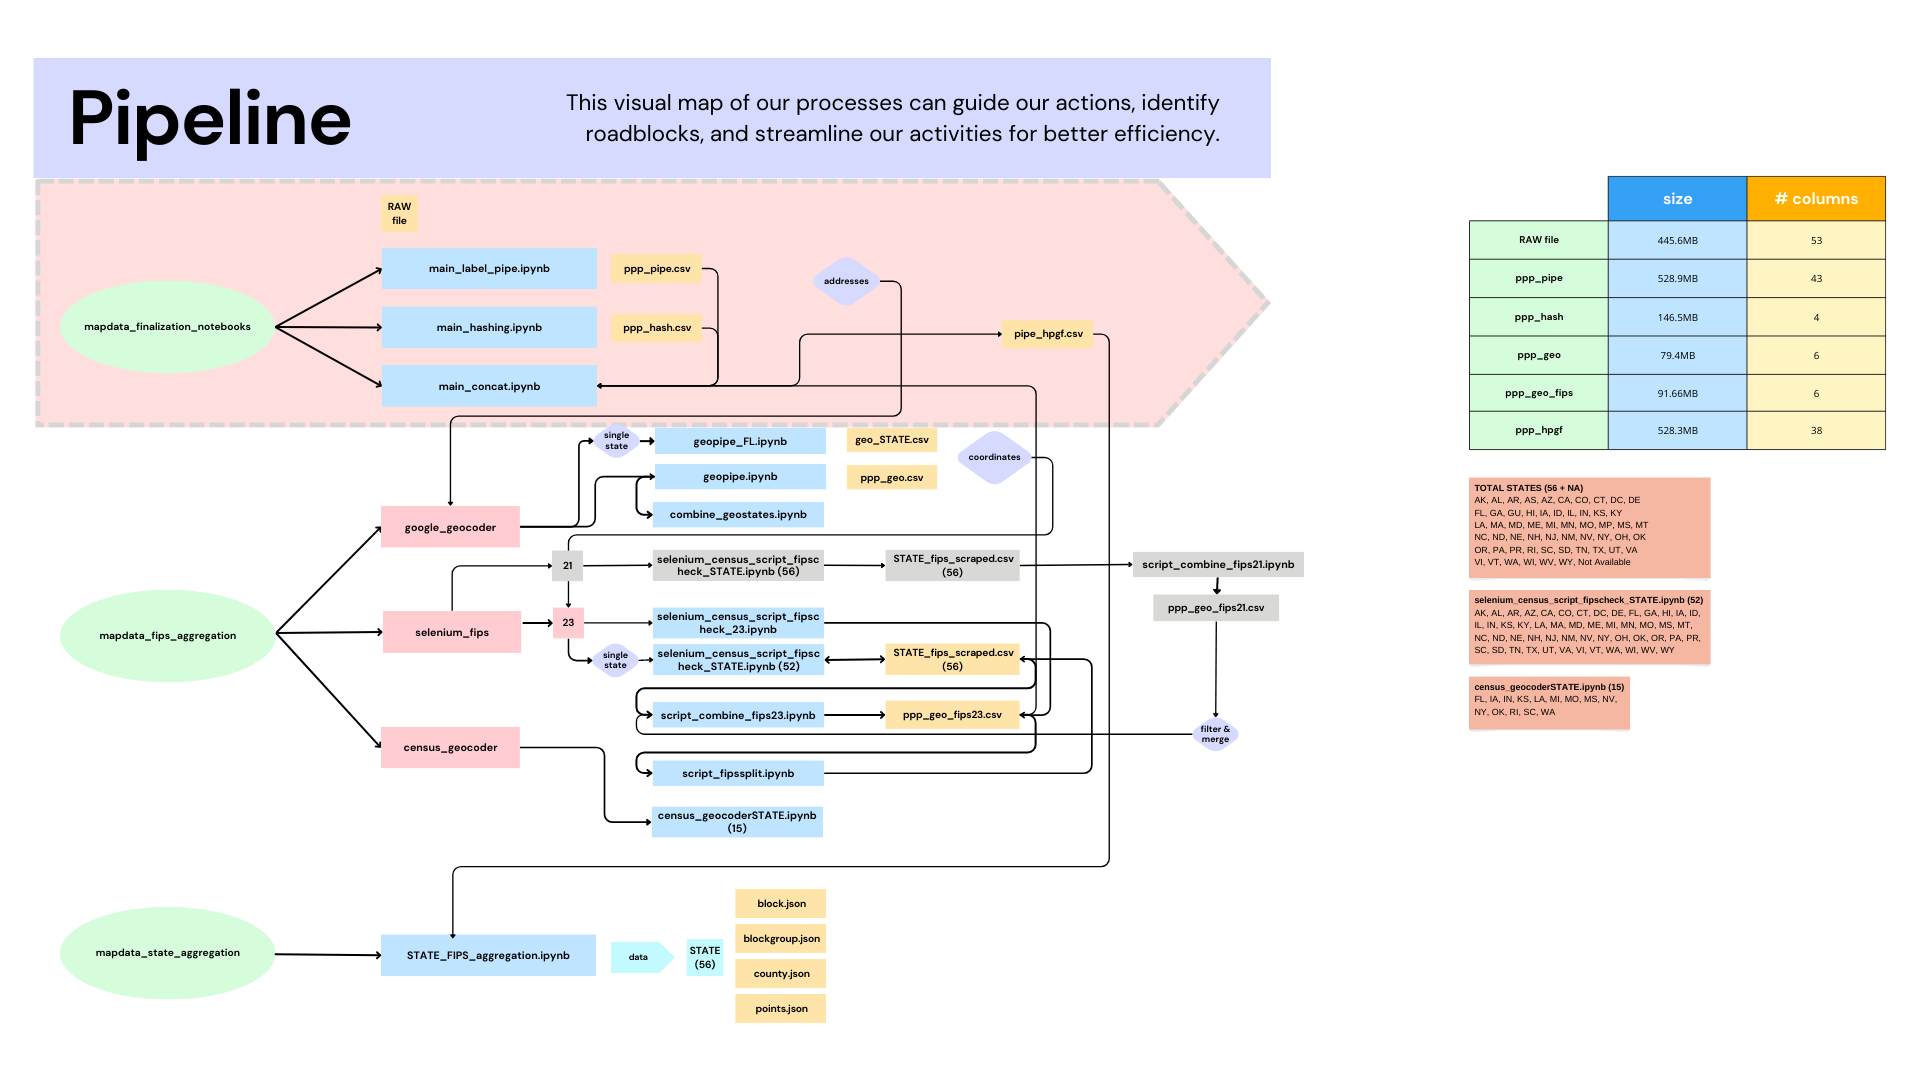 Pipeline
This visual map of our processes can guide our actions, identify
roadblocks, and streamline our activities for better efficiency.
RAW
file
main_label_pipe.ipynb
ppp_pipe.csv
addresses
mapdata_finalization_notebooks
main_hashing.ipynb
ppp_hash.csv
pipe_hpgf.csv
main_concat.ipynb
single
state
geopipe_FL.ipynb
geo_STATE.csv
coordinates
geopipe.ipynb
ppp_geo.csv
combine_geostates.ipynb
google_geocoder
21
selenium_census_script_fipsc
heck_STATE.ipynb (56)
STATE_fips_scraped.csv
(56)
script_combine_fips21.ipynb
ppp_geo_fips21.csv
mapdata_fips_aggregation
selenium_fips
23
selenium_census_script_fipsc
heck_23.ipynb
single
state
selenium_census_script_fipsc
heck_STATE.ipynb (52)
STATE_fips_scraped.csv
(56)
script_combine_fips23.ipynb
ppp_geo_fips23.csv
filter &
merge
census_geocoder
script_fipssplit.ipynb
census_geocoderSTATE.ipynb
(15)
mapdata_state_aggregation
STATE_FIPS_aggregation.ipynb
data
STATE
(56)
block.json
blockgroup.json
county.json
points.json
size # columns
RAW file 445.6MB 53
ppp_pipe 528.9MB 43
ppp_hash 146.5MB 4
ppp_geo 79.4MB 6
ppp_geo_fips 91.66MB 6
ppp_hpgf 528.3MB 38
TOTAL STATES (56 + NA)
AK, AL, AR, AS, AZ, CA, CO, CT, DC, DE
FL, GA, GU, HI, IA, ID, IL, IN, KS, KY
LA, MA, MD, ME, MI, MN, MO, MP, MS, MT
NC, ND, NE, NH, NJ, NM, NV, NY, OH, OK
OR, PA, PR, RI, SC, SD, TN, TX, UT, VA
VI, VT, WA, WI, WV, WY, Not Available
selenium_census_script_fipscheck_STATE.ipynb (52)
AK, AL, AR, AZ, CA, CO, CT, DC, DE, FL, GA, HI, IA, ID,
IL, IN, KS, KY, LA, MA, MD, ME, MI, MN, MO, MS, MT,
NC, ND, NE, NH, NJ, NM, NV, NY, OH, OK, OR, PA, PR,
SC, SD, TN, TX, UT, VA, VI, VT, WA, WI, WV, WY
census_geocoderSTATE.ipynb (15)
FL, IA, IN, KS, LA, MI, MO, MS, NV,
NY, OK, RI, SC, WA